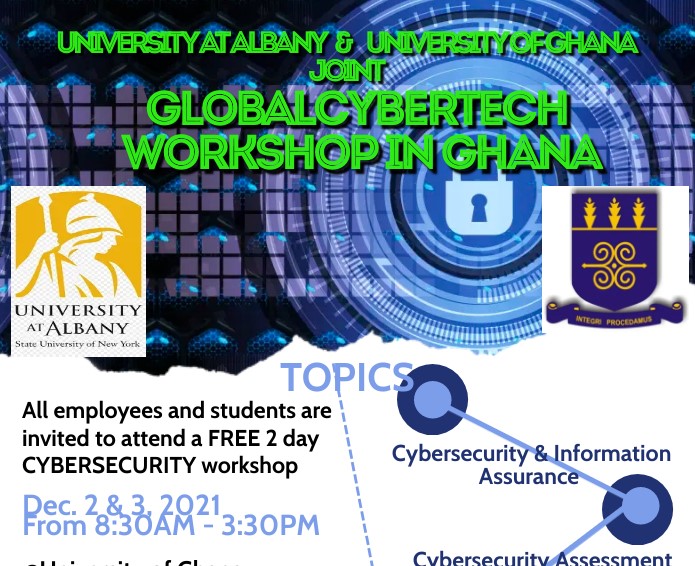 UNIVERSITY AT ALBANY & UNIVERSITY OF GHANA
JOINT
GLOBALCYBERTECH
WORKSHOP IN GHANA
UNIVERSITY
AT ALBANY
State University of New York
INTEGRI PROCEDAMUS
TOPICS
All employees and students are
invited to attend a FREE 2 day
CYBERSECURITY workshop
Dec. 2 & 3, 2021
From 8:30AM - 3:30PM
Cybersecurity & Information
Assurance
Cybersecurity Assessment